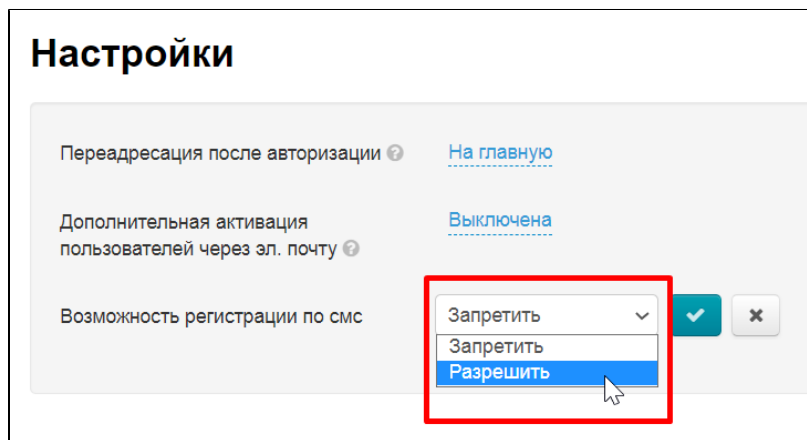 Настройки
Переадресация после авторизации ?
На главную
Дополнительная активация
пользователей через эл. почту ?
Выключена
Возможность регистрации по смс
Запретить
Запретить
Разрешить